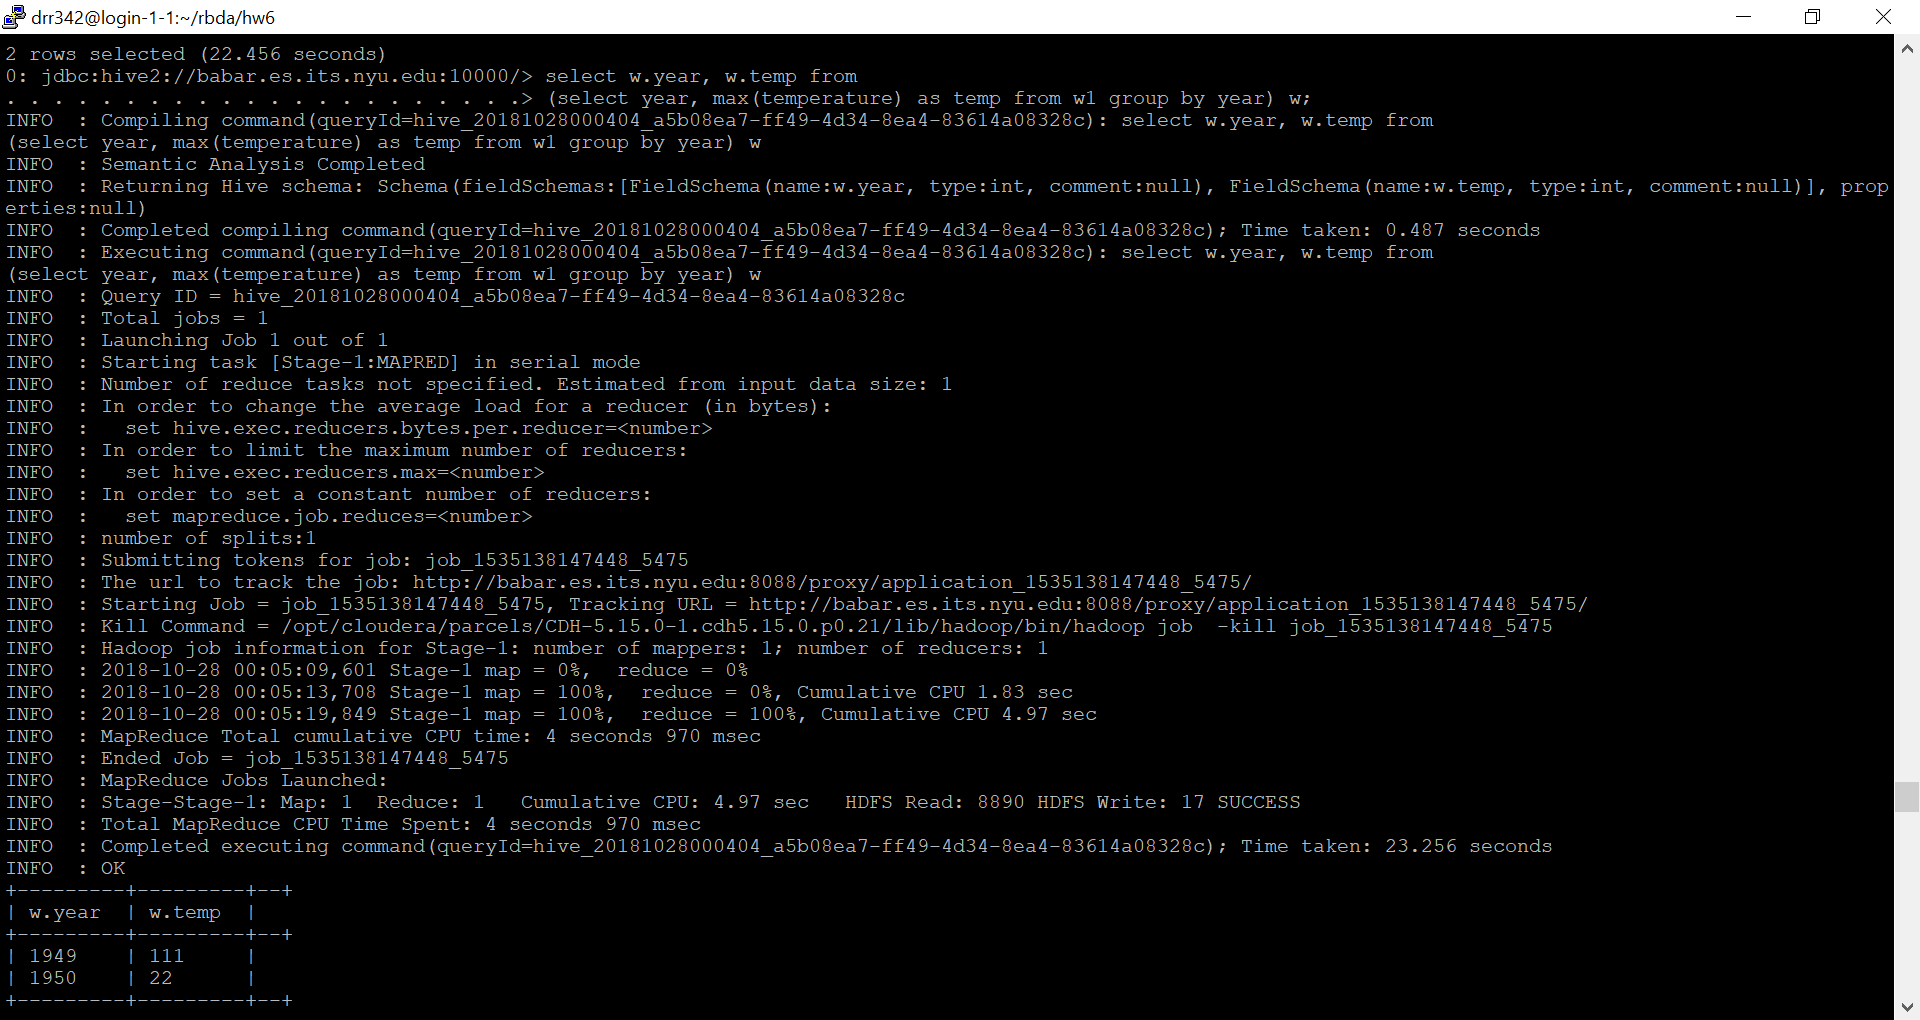 drr342@login-1-1:~/rbda/hw6
2 rows selected (22.456 seconds)
0: jdbc:hive2://babar.es.its.nyu.edu:10000/> select w.year, w.temp from
. . . . . . . . . . . . . . . . . . . . . .> (select year, max(temperature) as temp from w1 group by year) w;
INFO  : Compiling command(queryId=hive_20181028000404_a5b08ea7-ff49-4d34-8ea4-83614a08328c): select w.year, w.temp from
(select year, max(temperature) as temp from w1 group by year) w
INFO  : Semantic Analysis Completed
INFO  : Returning Hive schema: Schema(fieldSchemas:[FieldSchema(name:w.year, type:int, comment:null), FieldSchema(name:w.temp, type:int, comment:null)], prop
erties:null)
INFO  : Completed compiling command(queryId=hive_20181028000404_a5b08ea7-ff49-4d34-8ea4-83614a08328c); Time taken: 0.487 seconds
INFO  : Executing command(queryId=hive_20181028000404_a5b08ea7-ff49-4d34-8ea4-83614a08328c): select w.year, w.temp from
(select year, max(temperature) as temp from w1 group by year) w
INFO  : Query ID = hive_20181028000404_a5b08ea7-ff49-4d34-8ea4-83614a08328c
INFO  : Total jobs = 1
INFO  : Launching Job 1 out of 1
INFO  : Starting task [Stage-1:MAPRED] in serial mode
INFO  : Number of reduce tasks not specified. Estimated from input data size: 1
INFO  : In order to change the average load for a reducer (in bytes):
INFO  :   set hive.exec.reducers.bytes.per.reducer=<number>
INFO  : In order to limit the maximum number of reducers:
INFO  :   set hive.exec.reducers.max=<number>
INFO  : In order to set a constant number of reducers:
INFO  :   set mapreduce.job.reduces=<number>
INFO  : number of splits:1
INFO  : Submitting tokens for job: job_1535138147448_5475
INFO  : The url to track the job: http://babar.es.its.nyu.edu:8088/proxy/application_1535138147448_5475/
INFO  : Starting Job = job_1535138147448_5475, Tracking URL = http://babar.es.its.nyu.edu:8088/proxy/application_1535138147448_5475/
INFO  : Kill Command = /opt/cloudera/parcels/CDH-5.15.0-1.cdh5.15.0.p0.21/lib/hadoop/bin/hadoop job  -kill job_1535138147448_5475
INFO  : Hadoop job information for Stage-1: number of mappers: 1; number of reducers: 1
INFO  : 2018-10-28 00:05:09,601 Stage-1 map = 0%,  reduce = 0%
INFO  : 2018-10-28 00:05:13,708 Stage-1 map = 100%,  reduce = 0%, Cumulative CPU 1.83 sec
INFO  : 2018-10-28 00:05:19,849 Stage-1 map = 100%,  reduce = 100%, Cumulative CPU 4.97 sec
INFO  : MapReduce Total cumulative CPU time: 4 seconds 970 msec
INFO  : Ended Job = job_1535138147448_5475
INFO  : MapReduce Jobs Launched:
INFO  : Stage-Stage-1: Map: 1  Reduce: 1   Cumulative CPU: 4.97 sec   HDFS Read: 8890 HDFS Write: 17 SUCCESS
INFO  : Total MapReduce CPU Time Spent: 4 seconds 970 msec
INFO  : Completed executing command(queryId=hive_20181028000404_a5b08ea7-ff49-4d34-8ea4-83614a08328c); Time taken: 23.256 seconds
INFO  : OK
+---------+---------+--+
| w.year  | w.temp  |
+---------+---------+--+
| 1949    | 111     |
| 1950    | 22      |
+---------+---------+--+